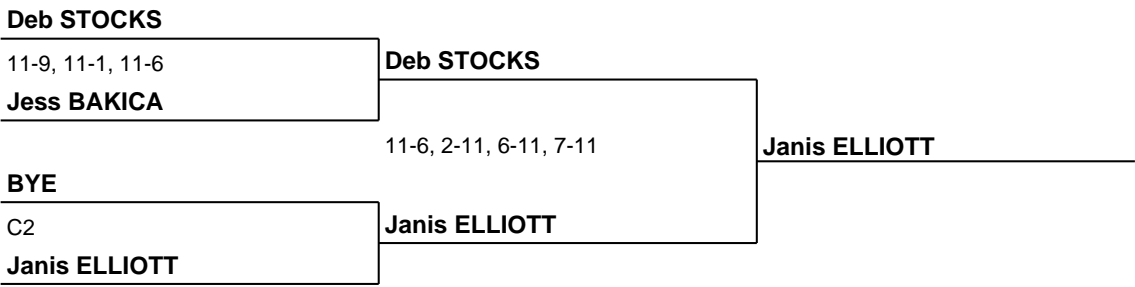 Deb STOCKS
11-9, 11-1, 11-6
Deb STOCKS
Jess BAKICA
11-6, 2-11, 6-11, 7-11
Janis ELLIOTT
BYE
C2
Janis ELLIOTT
Janis ELLIOTT